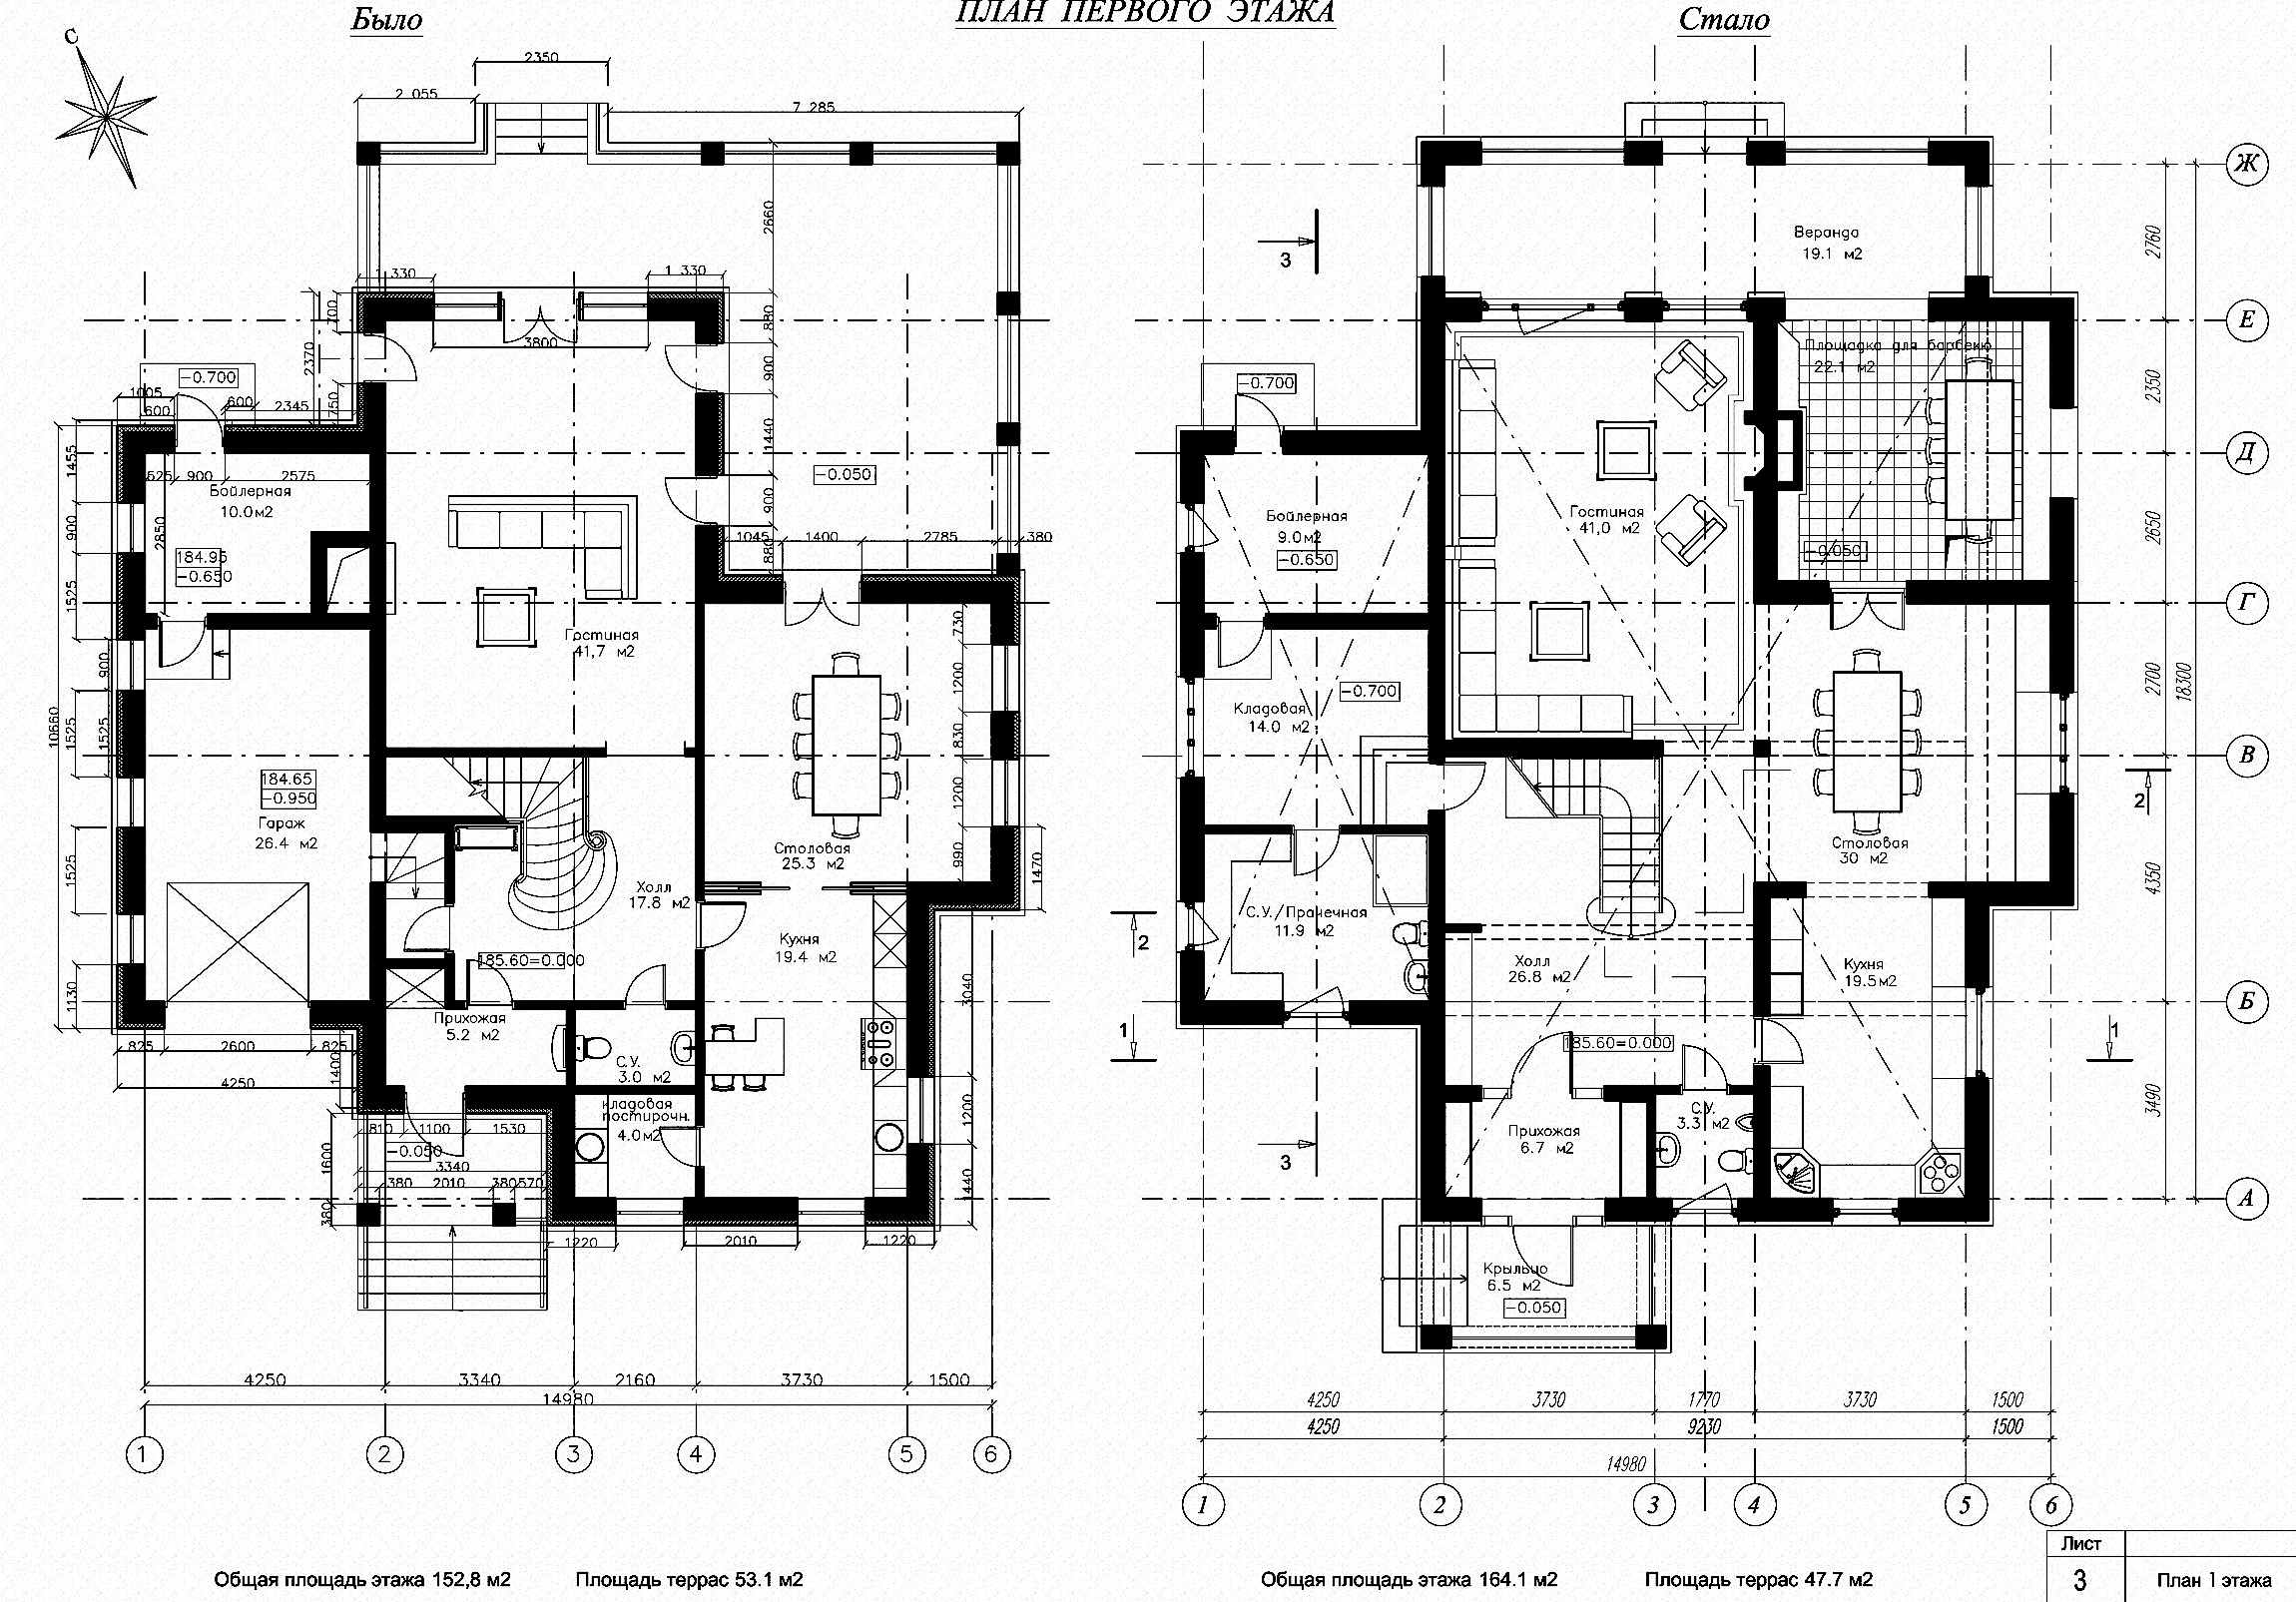 Было
ПЛАН ПЕРВОГО ЭТАЖА
Стало
С
2350
2 055
7 285
2660
1 330
1 330
700
2370
750
3800
880
900
1440
900
880
-0.700
1005
600
600
2345
1455
525
900
2575
Бойлерная
10.0м2
2850
184.95
-0.650
900
1525
900
1525
1525
10660
1525
1130
-0.050
1045
1400
2785
380
Гостиная
41,7 м2
730
1200
830
1200
990
1470
184.65
-0.950
Гараж
26.4 м2
Столовая
25.3 м2
Холл
17.8 м2
Кухня
19.4 м2
185.60=0.000
3040
Прихожая
5.2 м2
С.У.
3.0 м2
кладовая
постирочн.
4.0м2
825
2600
825
4250
1400
1600
380
810
1100
1530
-0.050
3340
380
2010
380
570
1200
1440
1220
2010
1220
4250
3340
2160
3730
1500
14980
1
2
3
4
5
6
Общая площадь этажа 152,8 м2
Площадь террас 53.1 м2
Веранда
19.1 м2
3
Площадка для барбекю
22.1 м2
-0.700
Гостиная
41,0 м2
Бойлерная
9.0м2
-0.650
-0.050
-0.700
Кладовая
14.0 м2
Столовая
30 м2
С.У./Прачечная
11.9 м2
2
2
Холл
26.8 м2
Кухня
19.5м2
1
1
185.60=0.000
С.У.
3.3 м2
Прихожая
6.7 м2
3
Крыльцо
6.5 м2
-0.050
Ж
Е
Д
Г
В
Б
А
2760
2350
2650
2700
18300
4350
3490
4250
3730
1770
3730
1500
4250
9230
1500
14980
1
2
3
4
5
6
Общая площадь этажа 164.1 м2
Площадь террас 47.7 м2
Лист
3
План 1 этажа